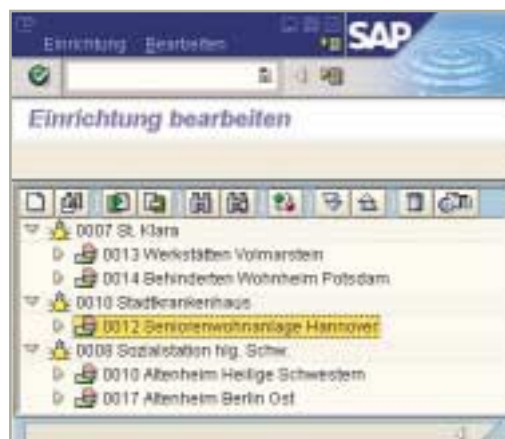 Einrichtung Bearbeiten
SAP
Einrichtung bearbeiten
0007 St. Klara
0013 Werkstätten Volmarstein
0014 Behinderten Wohnheim Potsdam
0010 Stadtkrankenhaus
0012 Seniorenwohnanlage Hannover
0008 Sozialstation hlg. Schw.
0010 Altenheim Heilige Schwestern
0017 Altenheim Berlin Ost